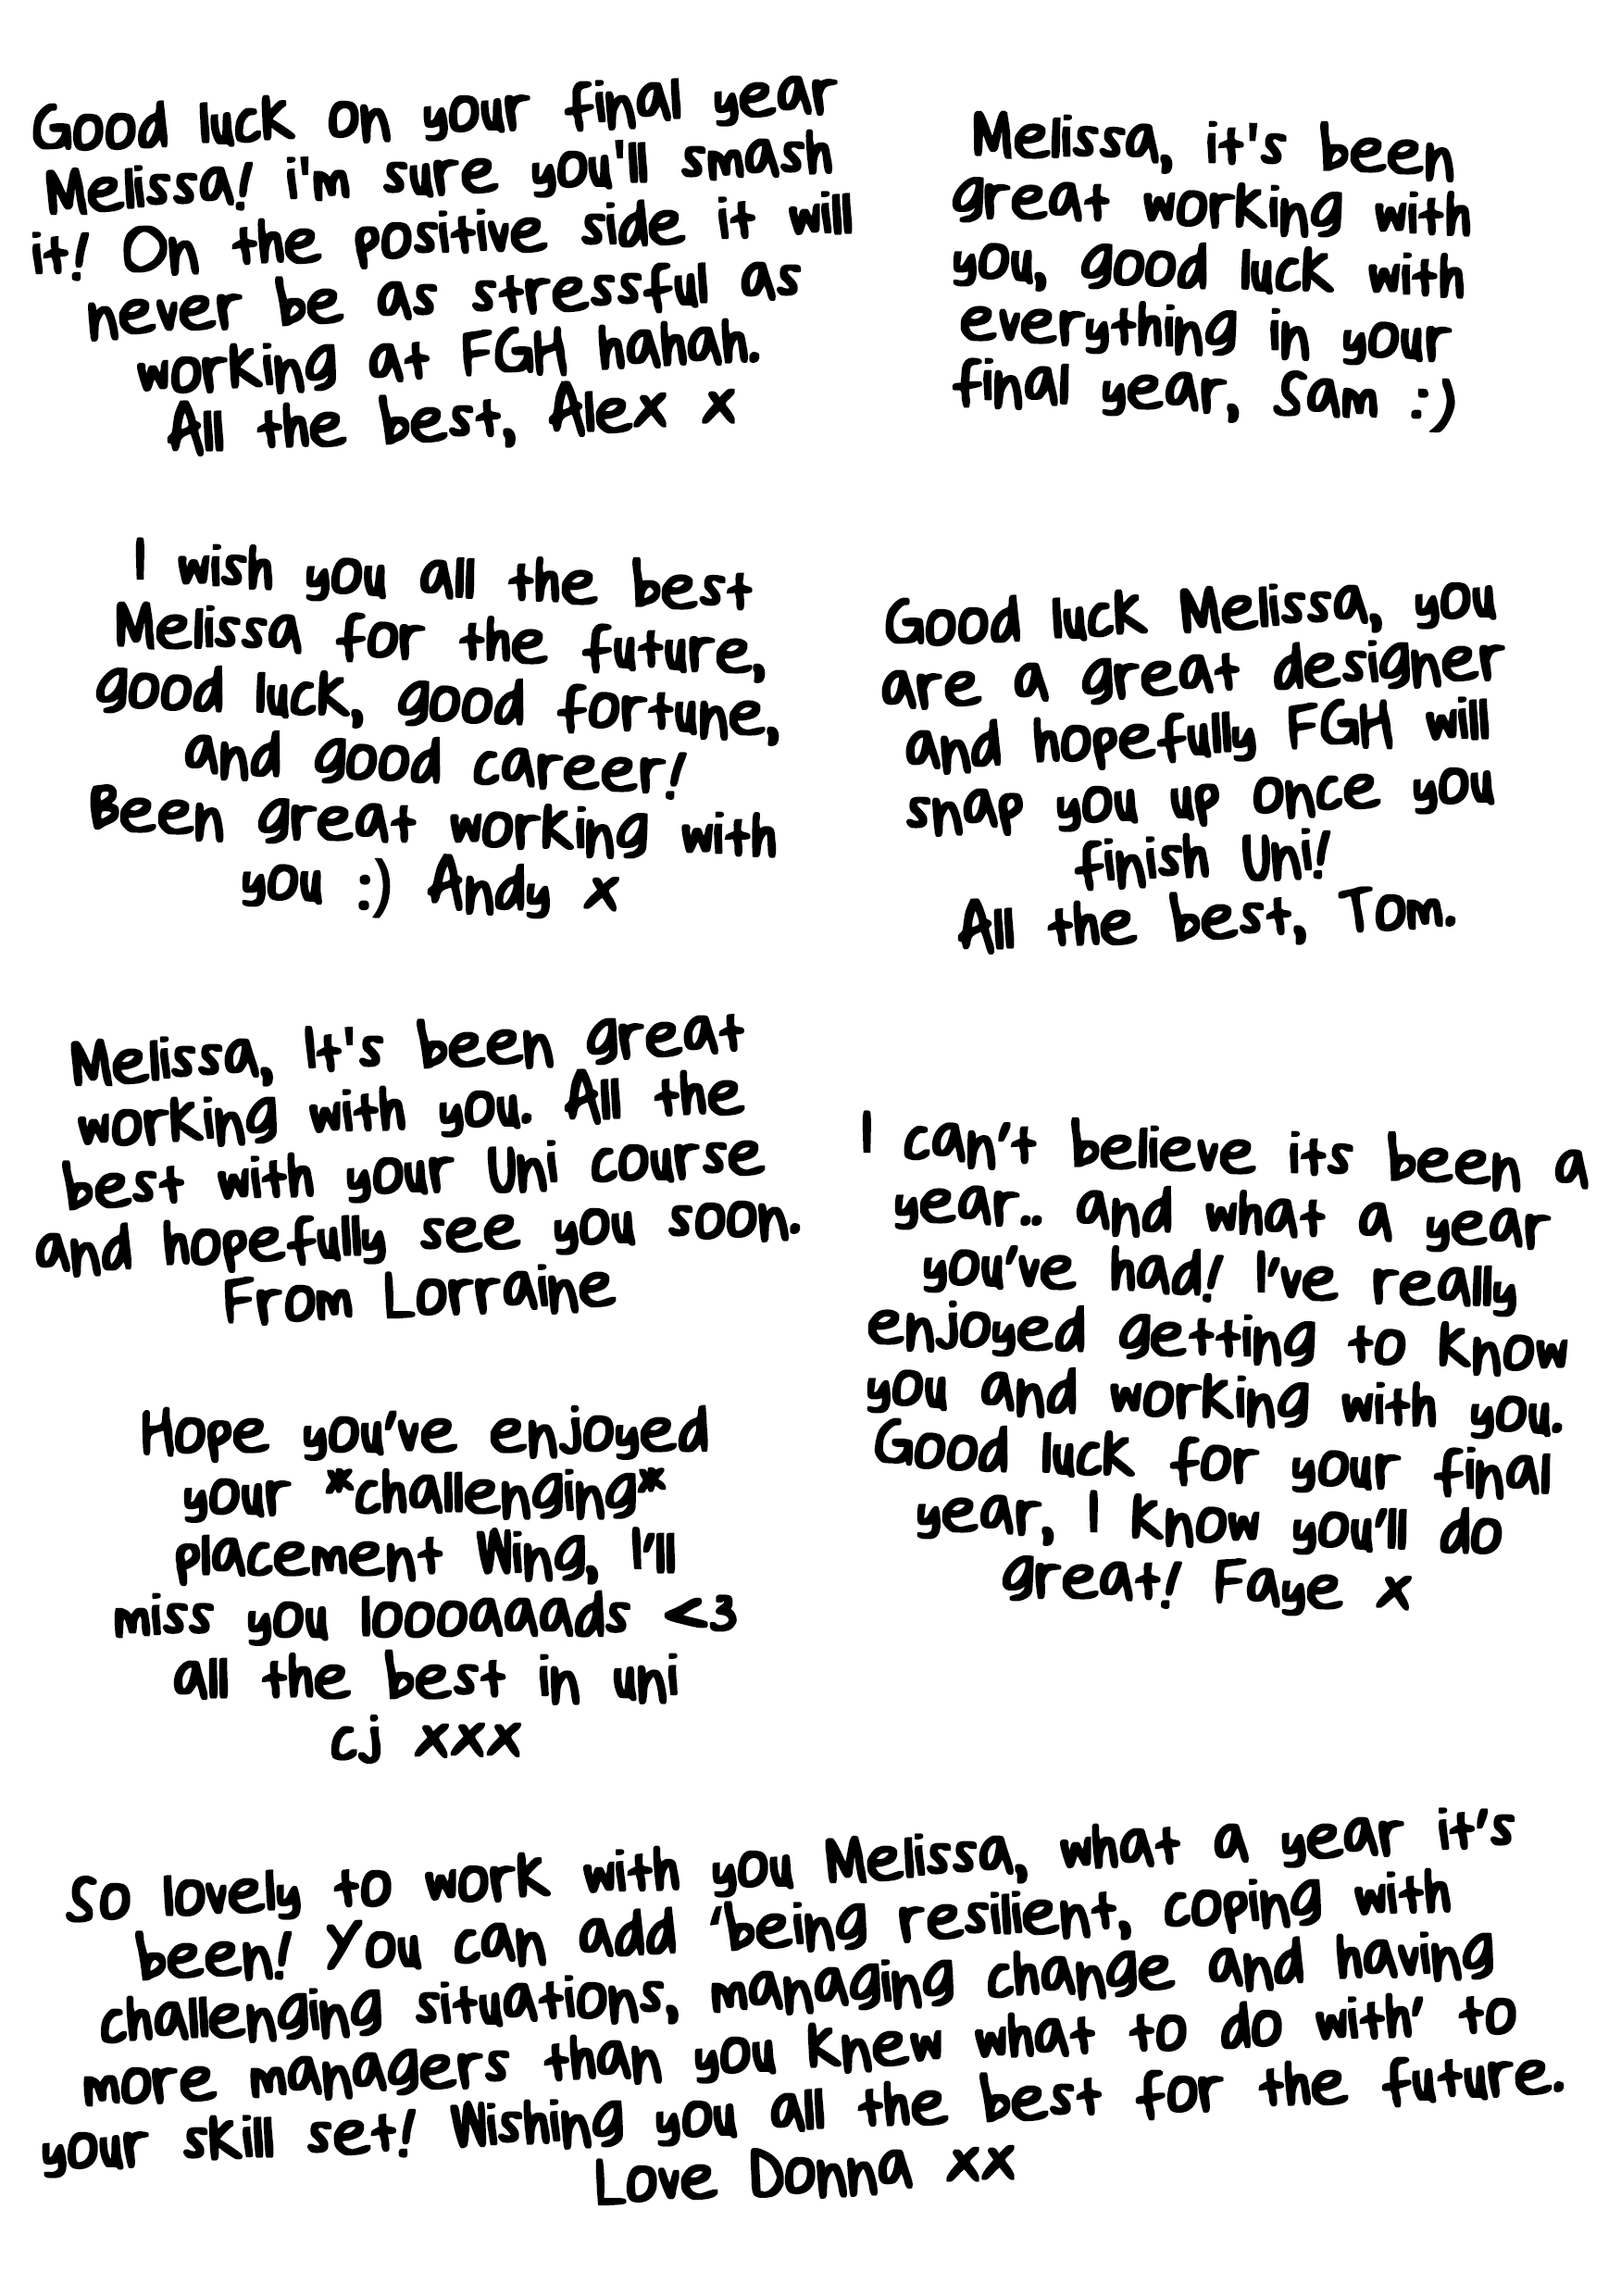 Good luck on your final year
Melissa! i'm sure you'll smash
it! On the positive side it will
never be as stressful as
working at FGH hahah.
All the best, Alex x
Melissa, it's been
great working with
you, good luck with
everything in your
final year, Sam :)
I wish you all the best
Melissa for the future,
good luck, good fortune,
and good career!
Been great working with
you :) Andy x
Good luck Melissa, you
are a great designer
and hopefully FGH will
snap you up once you
finish Uni!
All the best, Tom.
Melissa, It's been great
working with you. All the
best with your Uni course
and hopefully see you soon.
From Lorraine
I can't believe its been a
year.. and what a year
you've had! I've really
enjoyed getting to know
you and working with you.
Good luck for your final
year, I know you'll do
great! Faye x
Hope you've enjoyed
your *challenging*
placement Wing, I'll
miss you looooaaads <3
all the best in uni
cj xxx
So lovely to work with you Melissa, what a year it's
been! You can add 'being resilient, coping with
challenging situations, managing change and having
more managers than you knew what to do with' to
your skill set! Wishing you all the best for the future.
Love Donna xx